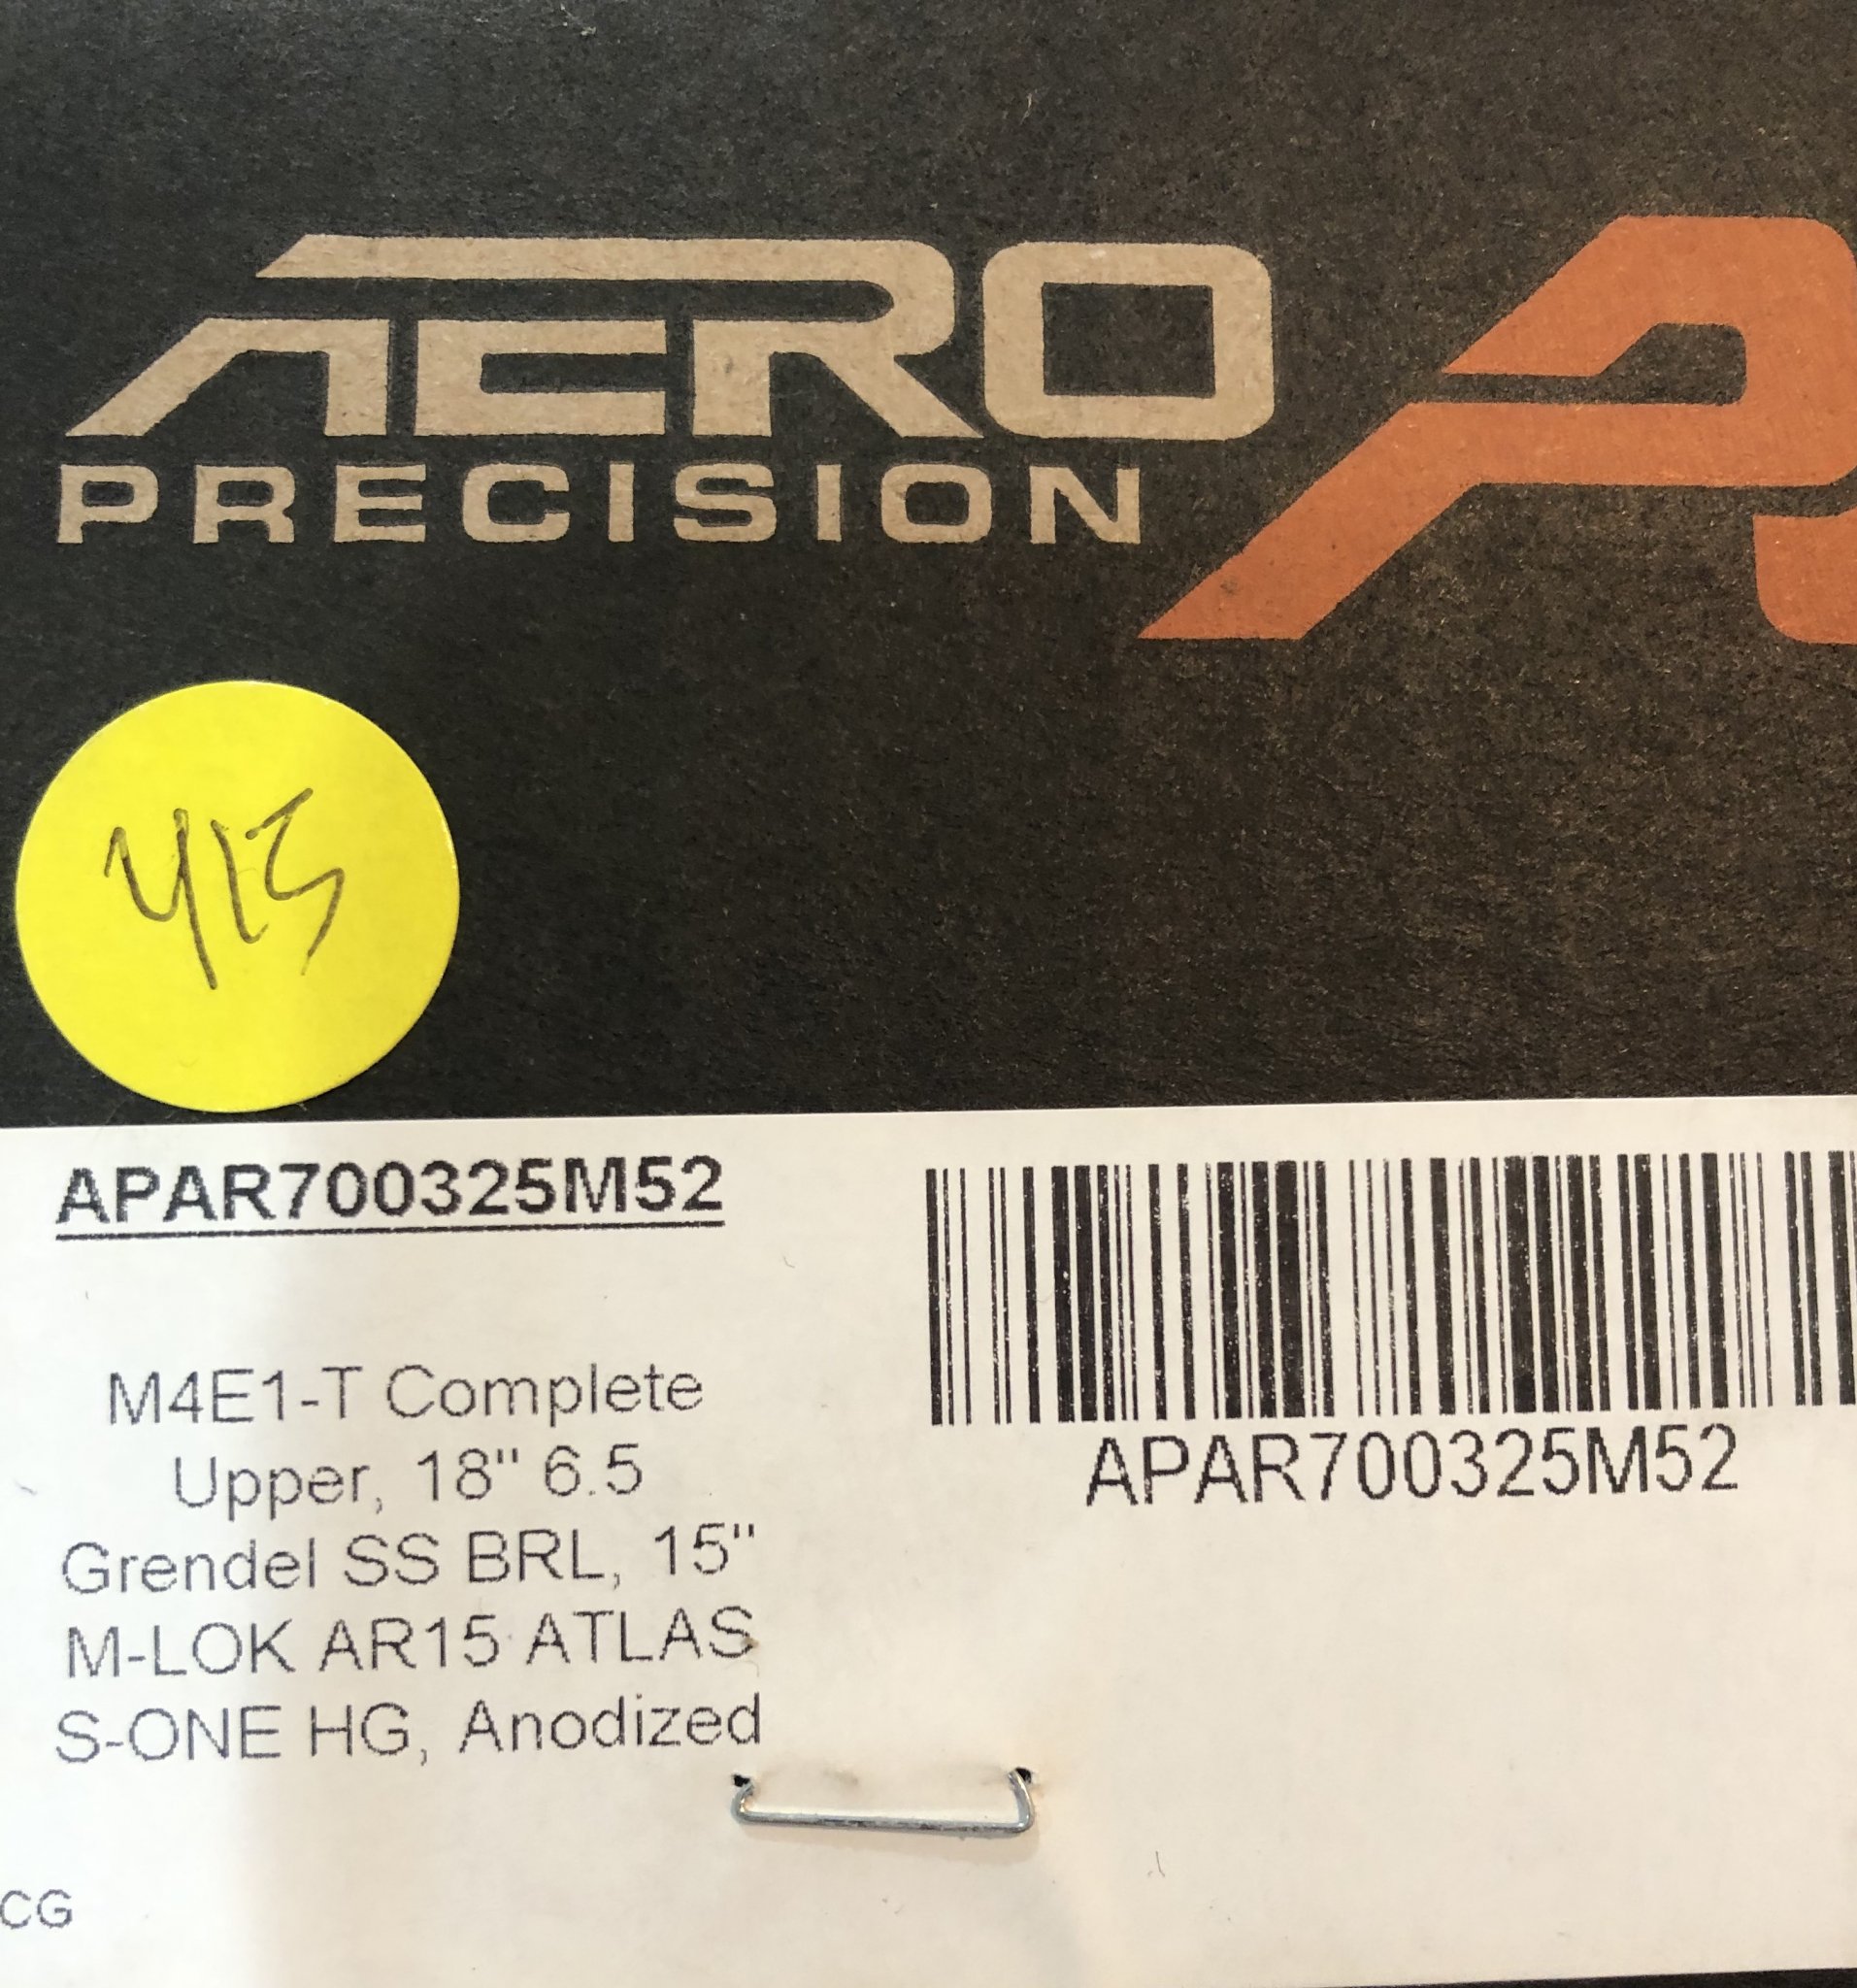 AERO
PRECISION
413
APAR700325M52
M4E1-T Complete
Upper, 18" 6.5
Grendel SS BRL, 15"
M-LOK AR15 ATLAS
S-ONE HG, Anodized
APAR700325M52
CG